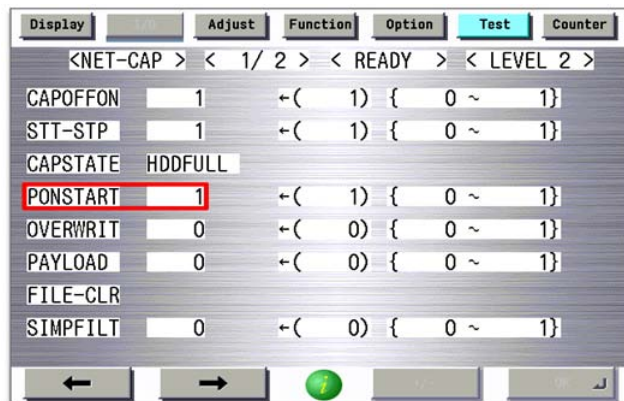 Display I/O Adjust Function Option Test Counter
<NET-CAP > < 1/ 2 > < READY > < LEVEL 2 >
CAPOFFON 1 ←( 1) { 0 ~ 1}
STT-STP 1 ←( 1) { 0 ~ 1}
CAPSTATE HDDFULL
PONSTART 1 ←( 1) { 0 ~ 1}
OVERWRIT 0 ←( 0) { 0 ~ 1}
PAYLOAD 0 ←( 0) { 0 ~ 1}
FILE-CLR
SIMPFILT 0 ←( 0) { 0 ~ 1}
← → i +/- OK